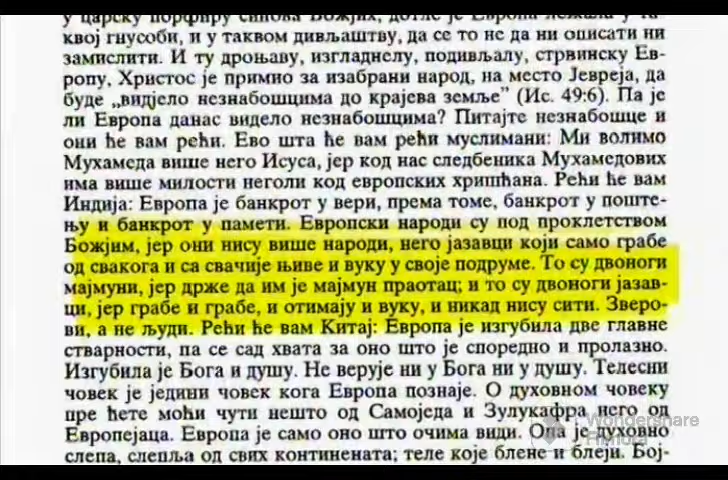 у царску порфиру синова Божјих, дотле је Европа лежала у та-
квој гнусоби, и у таквом дивљаштву, да се то не да ни описати ни
замислити. И ту дроњаву, изгладнелу, подивљалу, стрвинску Ев-
ропу, Христос је примио за изабрани народ, на место Јевреја, да
буде „видјело незнабошцима до крајева земље” (Ис. 49:6). Па је
ли Европа данас видело незнабошцима? Питајте незнабошце и
они ће вам рећи. Ево шта ће вам рећи муслимани: Ми волимо
Мухамеда више него Исуса, јер код нас следбеника Мухамедових
има више милости неголи код европских хришћана. Рећи ће вам
Индија: Европа је банкрот у вери, према томе, банкрот у поште-
њу и банкрот у памети. Европски народи су под проклетством
Божјим, јер они нису више народи, него јазавци који само грабе
од свакога и са свачије њиве и вуку у своје подруме. То су двоноги
мајмуни, јер држе да им је мајмун праотац; и то су двоноги јазав-
ци, јер грабе и грабе, и отимају и вуку, и никад нису сити. Зверо-
ви, а не људи. Рећи ће вам Китај: Европа је изгубила две главне
стварности, па се сад хвата за оно што је споредно и пролазно.
Изгубила је Бога и душу. Не верује ни у Бога ни у душу. Телесни
човек је једини човек кога Европа познаје. О духовном човеку
пре ћете моћи чути нешто од Самоједа и Зулукафра него од
Европејаца. Европа је само оно што очима види. Она је духовно
слепа, слепља од свих континената; теле које блене и блеји. Бој-
Wondershare
Filmora